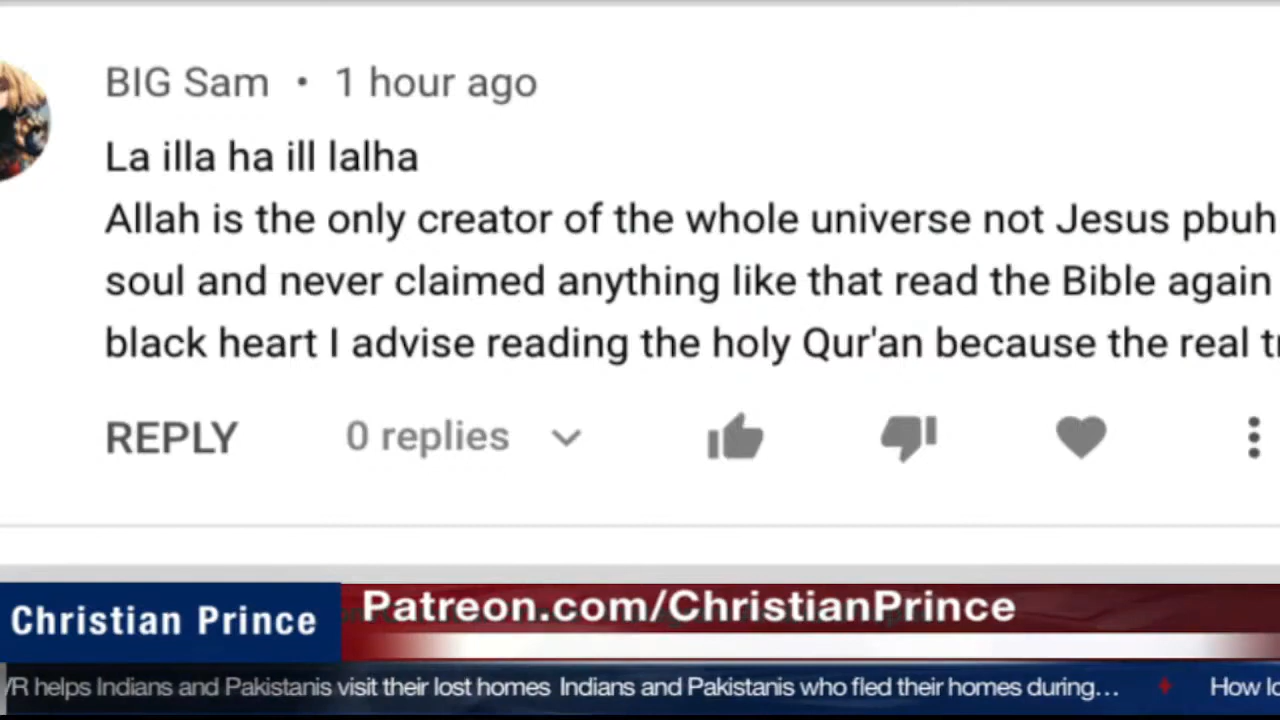 BIG Sam • 1 hour ago
La illa ha ill lalha
Allah is the only creator of the whole universe not Jesus pbuh
soul and never claimed anything like that read the Bible again
black heart I advise reading the holy Qur'an because the real
REPLY 0 replies
Christian Prince
Patreon.com/ChristianPrince
/R helps Indians and Pakistanis visit their lost homes Indians and Pakistanis who fled their homes during... How